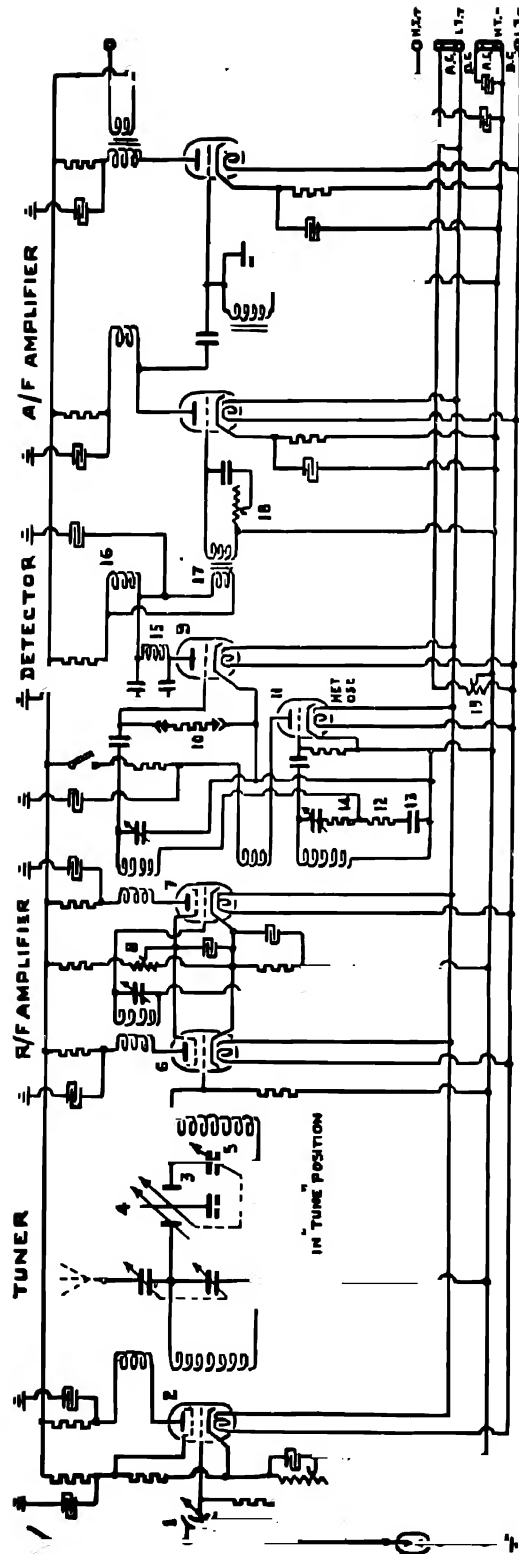 TUNER
R/F AMPLIFIER
DETECTOR
A/F AMPLIFIER
1
2
3
4
5
IN "TUNE" POSITION
6
7
8
9
10
11
HET
OSC
12
13
14
15
16
17
18
19
H.T.+
L.T.+
A.C.
D.C.
H.T.-
A.C.
D.C.